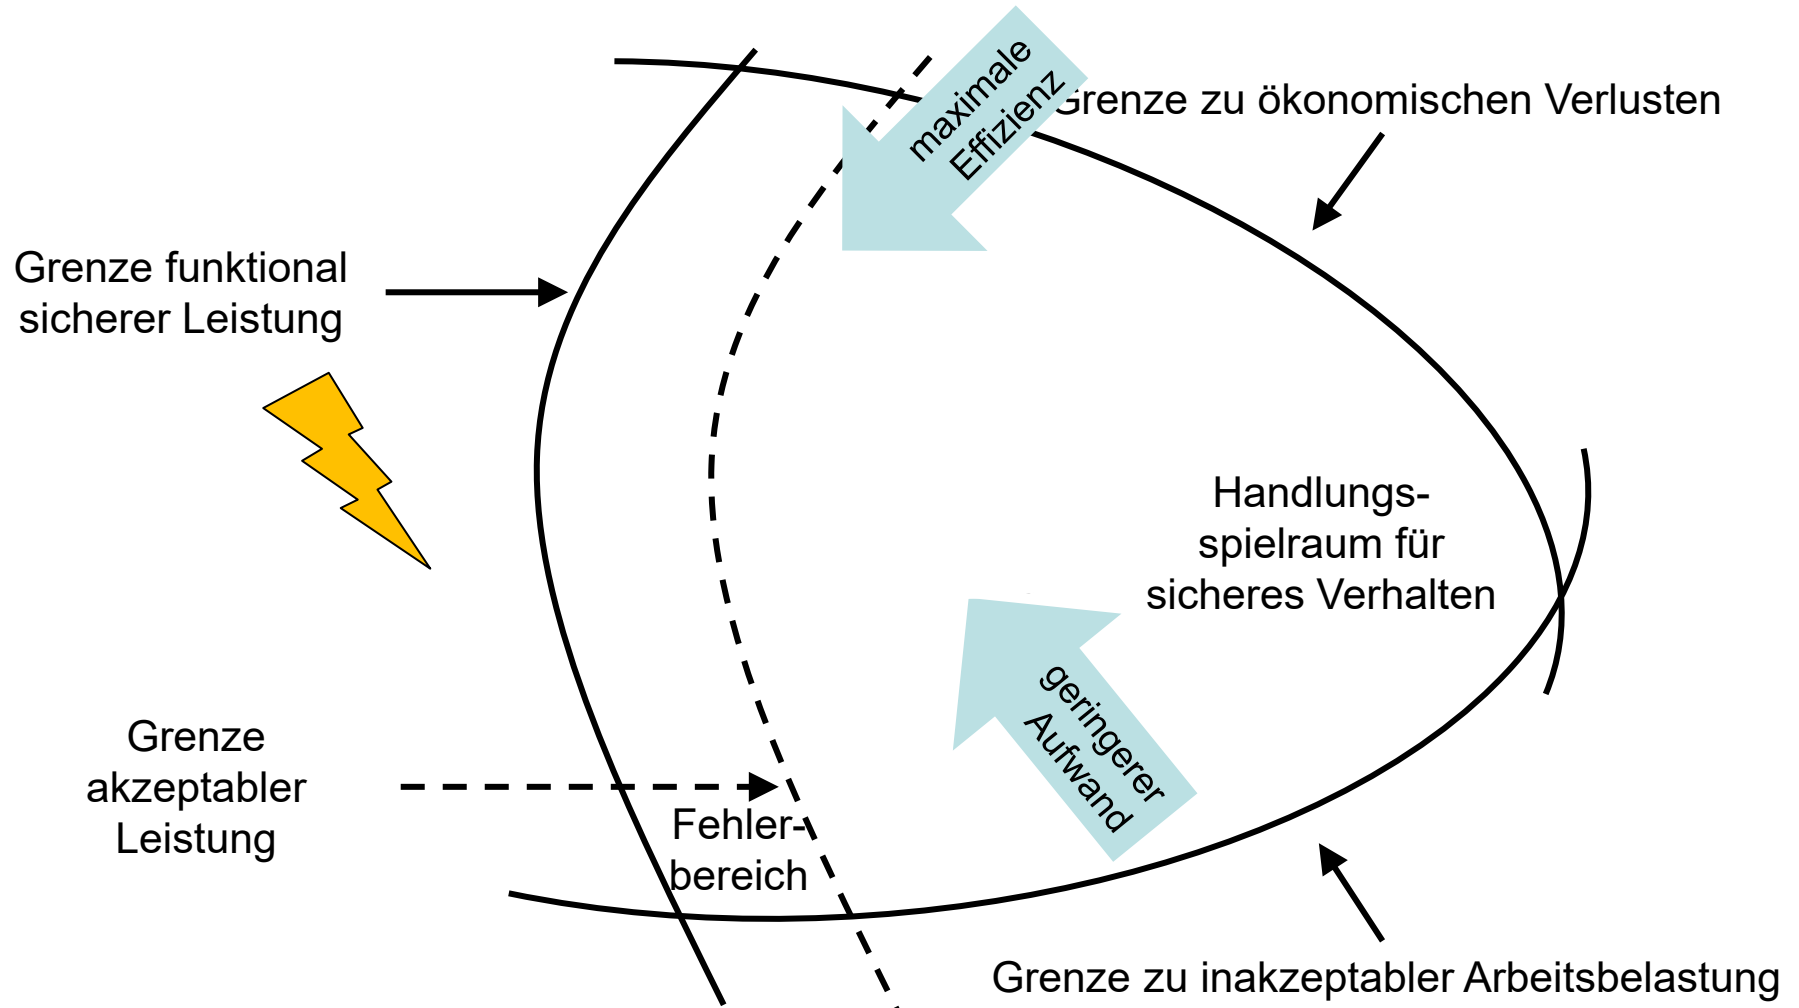 maximale
Effizienz
Grenze zu ökonomischen Verlusten
Grenze funktional
sicherer Leistung
Handlungs-
spielraum für
sicheres Verhalten
geringerer
Aufwand
Grenze
akzeptabler
Leistung
Fehler-
bereich
Grenze zu inakzeptabler Arbeitsbelastung